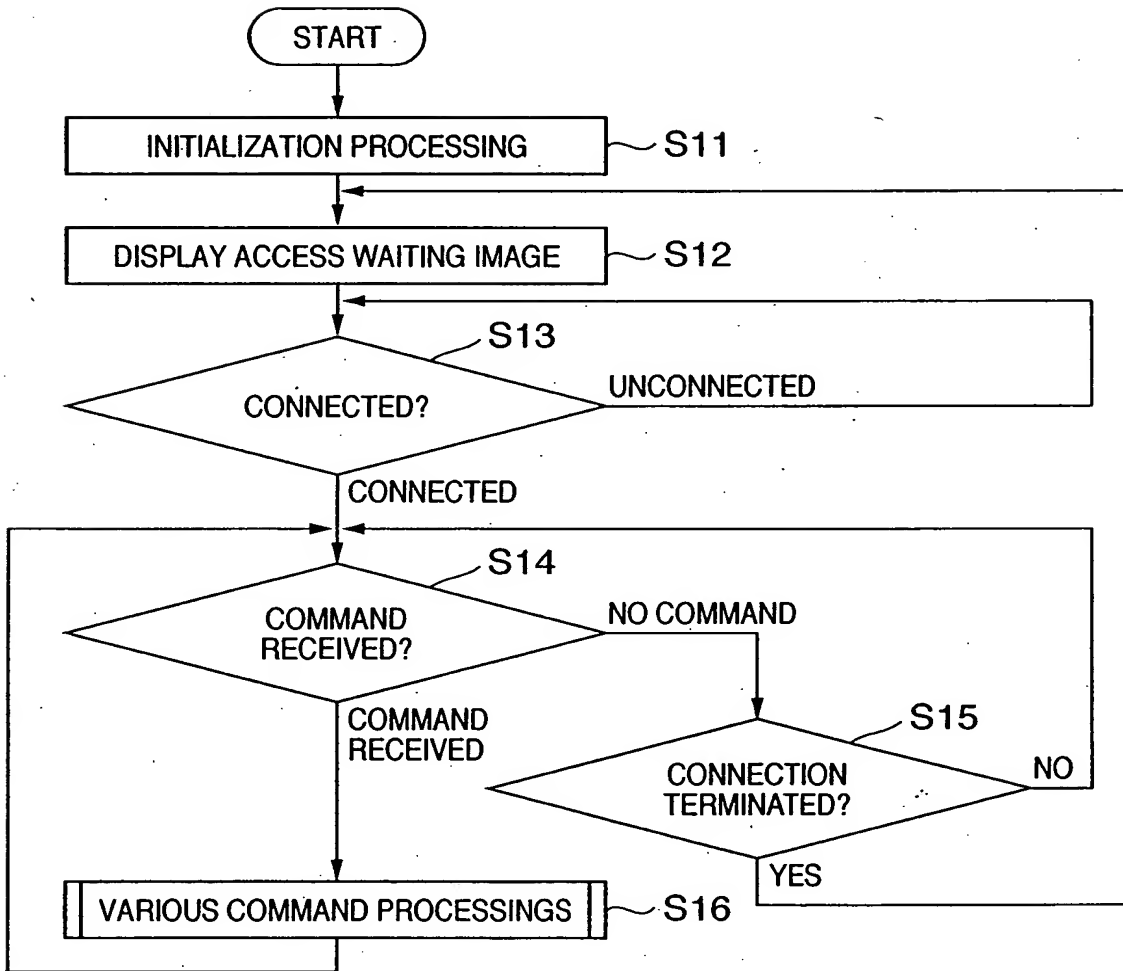 START
INITIALIZATION PROCESSING
S11
DISPLAY ACCESS WAITING IMAGE
S12
S13
CONNECTED?
UNCONNECTED
CONNECTED
S14
COMMAND
RECEIVED?
NO COMMAND
COMMAND
RECEIVED
S15
CONNECTION
TERMINATED?
NO
YES
VARIOUS COMMAND PROCESSINGS
S16